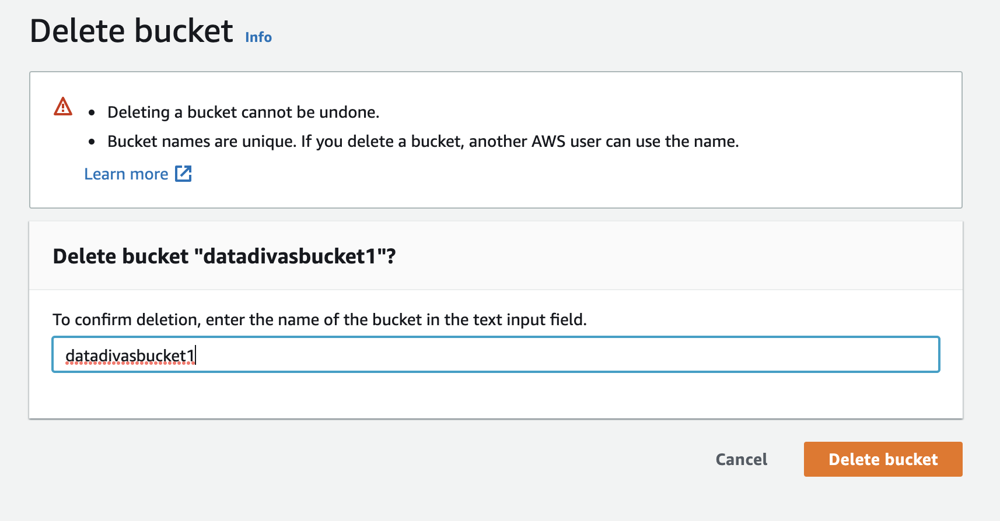 Delete bucket Info
Deleting a bucket cannot be undone.
Bucket names are unique. If you delete a bucket, another AWS user can use the name.
Learn more
Delete bucket "datadivasbucket1"?
To confirm deletion, enter the name of the bucket in the text input field.
datadivasbucket1
Cancel Delete bucket